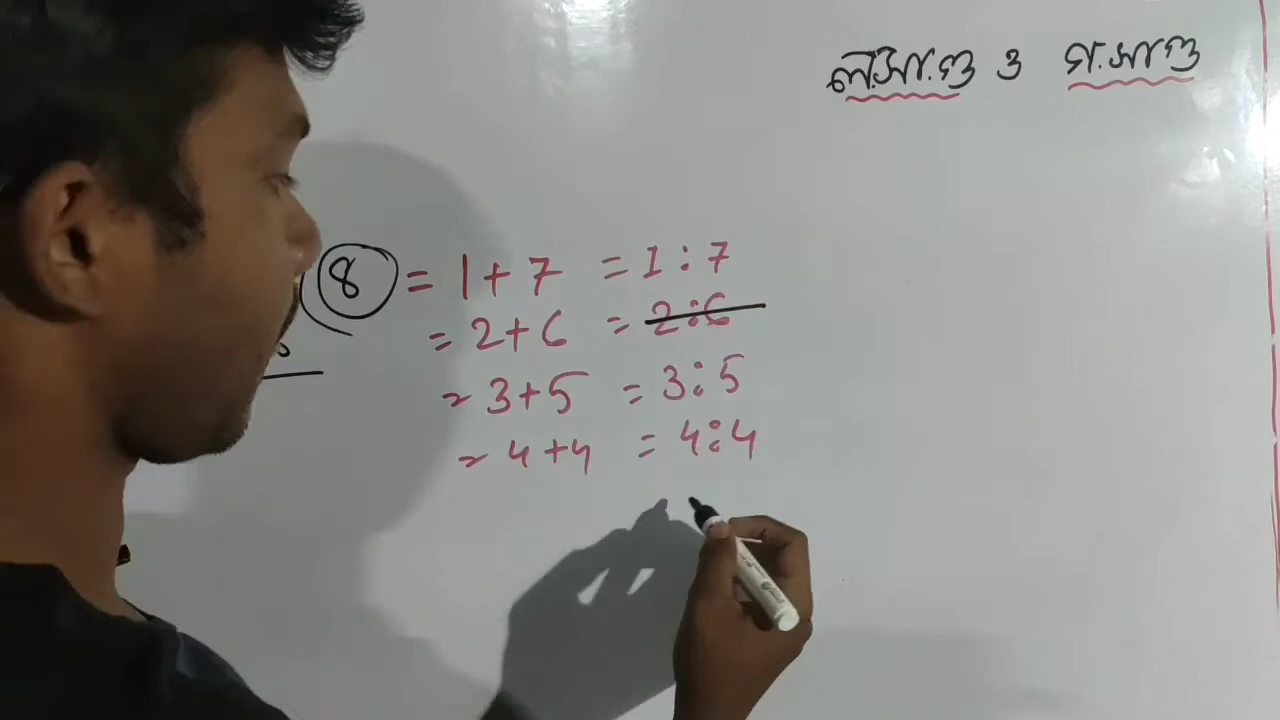 ল.সা.গু ও গ.সাগু
8 = 1 + 7 = 1 : 7
= 2 + 6 = 2 : 6
= 3 + 5 = 3 : 5
= 4 + 4 = 4 : 4